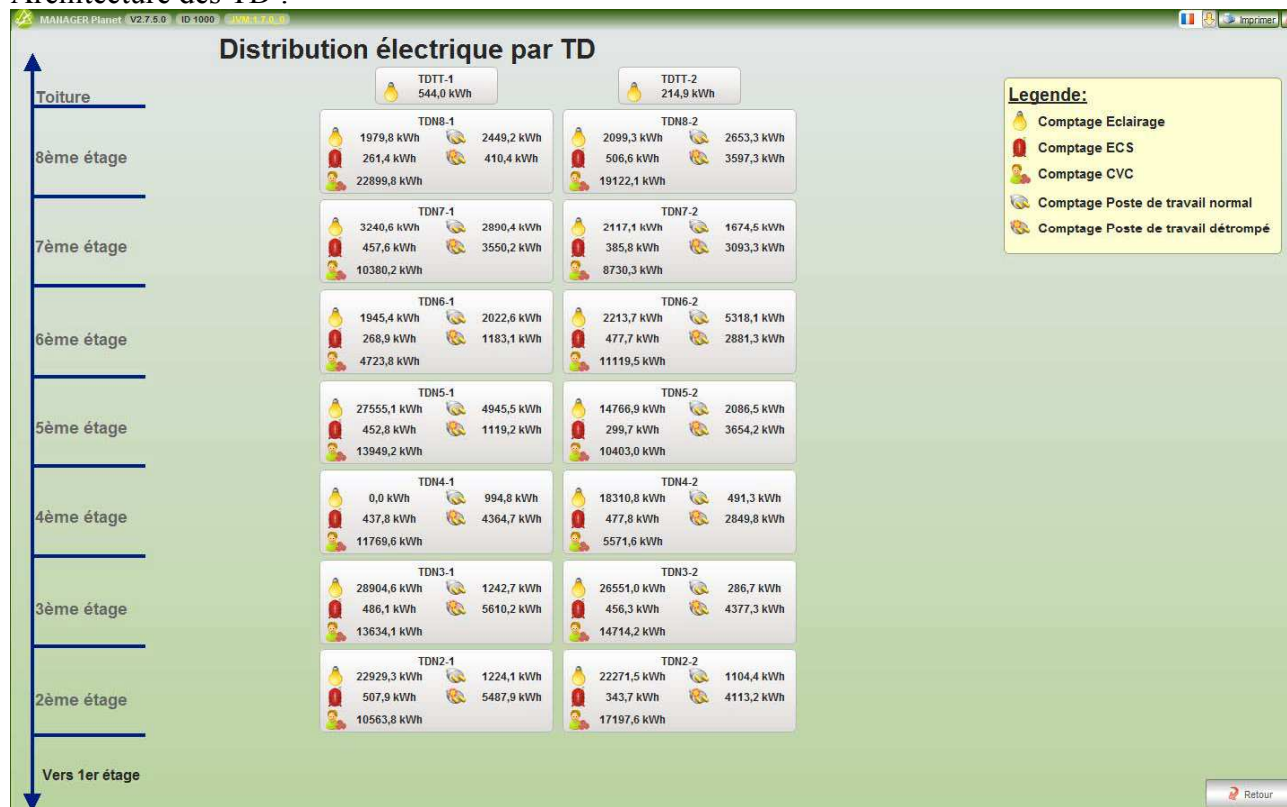 Architecture des TD :
MANAGER Planet V2.7.5.0 ID 1000 JVM:1.7.0_0
Imprimer
Distribution électrique par TD
TDTT-1
544,0 kWh
TDTT-2
214,9 kWh
Toiture
TDN8-1
1979,8 kWh 2449,2 kWh
261,4 kWh 410,4 kWh
22899,8 kWh
TDN8-2
2099,3 kWh 2653,3 kWh
506,6 kWh 3597,3 kWh
19122,1 kWh
8ème étage
TDN7-1
3240,6 kWh 2890,4 kWh
457,6 kWh 3550,2 kWh
10380,2 kWh
TDN7-2
2117,1 kWh 1674,5 kWh
385,8 kWh 3093,3 kWh
8730,3 kWh
7ème étage
TDN6-1
1945,4 kWh 2022,6 kWh
268,9 kWh 1183,1 kWh
4723,8 kWh
TDN6-2
2213,7 kWh 5318,1 kWh
477,7 kWh 2881,3 kWh
11119,5 kWh
6ème étage
TDN5-1
27555,1 kWh 4945,5 kWh
452,8 kWh 1119,2 kWh
13949,2 kWh
TDN5-2
14766,9 kWh 2086,5 kWh
299,7 kWh 3654,2 kWh
10403,0 kWh
5ème étage
TDN4-1
0,0 kWh 994,8 kWh
437,8 kWh 4364,7 kWh
11769,6 kWh
TDN4-2
18310,8 kWh 491,3 kWh
477,8 kWh 2849,8 kWh
5571,6 kWh
4ème étage
TDN3-1
28904,6 kWh 1242,7 kWh
486,1 kWh 5610,2 kWh
13634,1 kWh
TDN3-2
26551,0 kWh 286,7 kWh
456,3 kWh 4377,3 kWh
14714,2 kWh
3ème étage
TDN2-1
22929,3 kWh 1224,1 kWh
507,9 kWh 5487,9 kWh
10563,8 kWh
TDN2-2
22271,5 kWh 1104,4 kWh
343,7 kWh 4113,2 kWh
17197,6 kWh
2ème étage
Vers 1er étage
Legende:
Comptage Eclairage
Comptage ECS
Comptage CVC
Comptage Poste de travail normal
Comptage Poste de travail détrompé
Retour